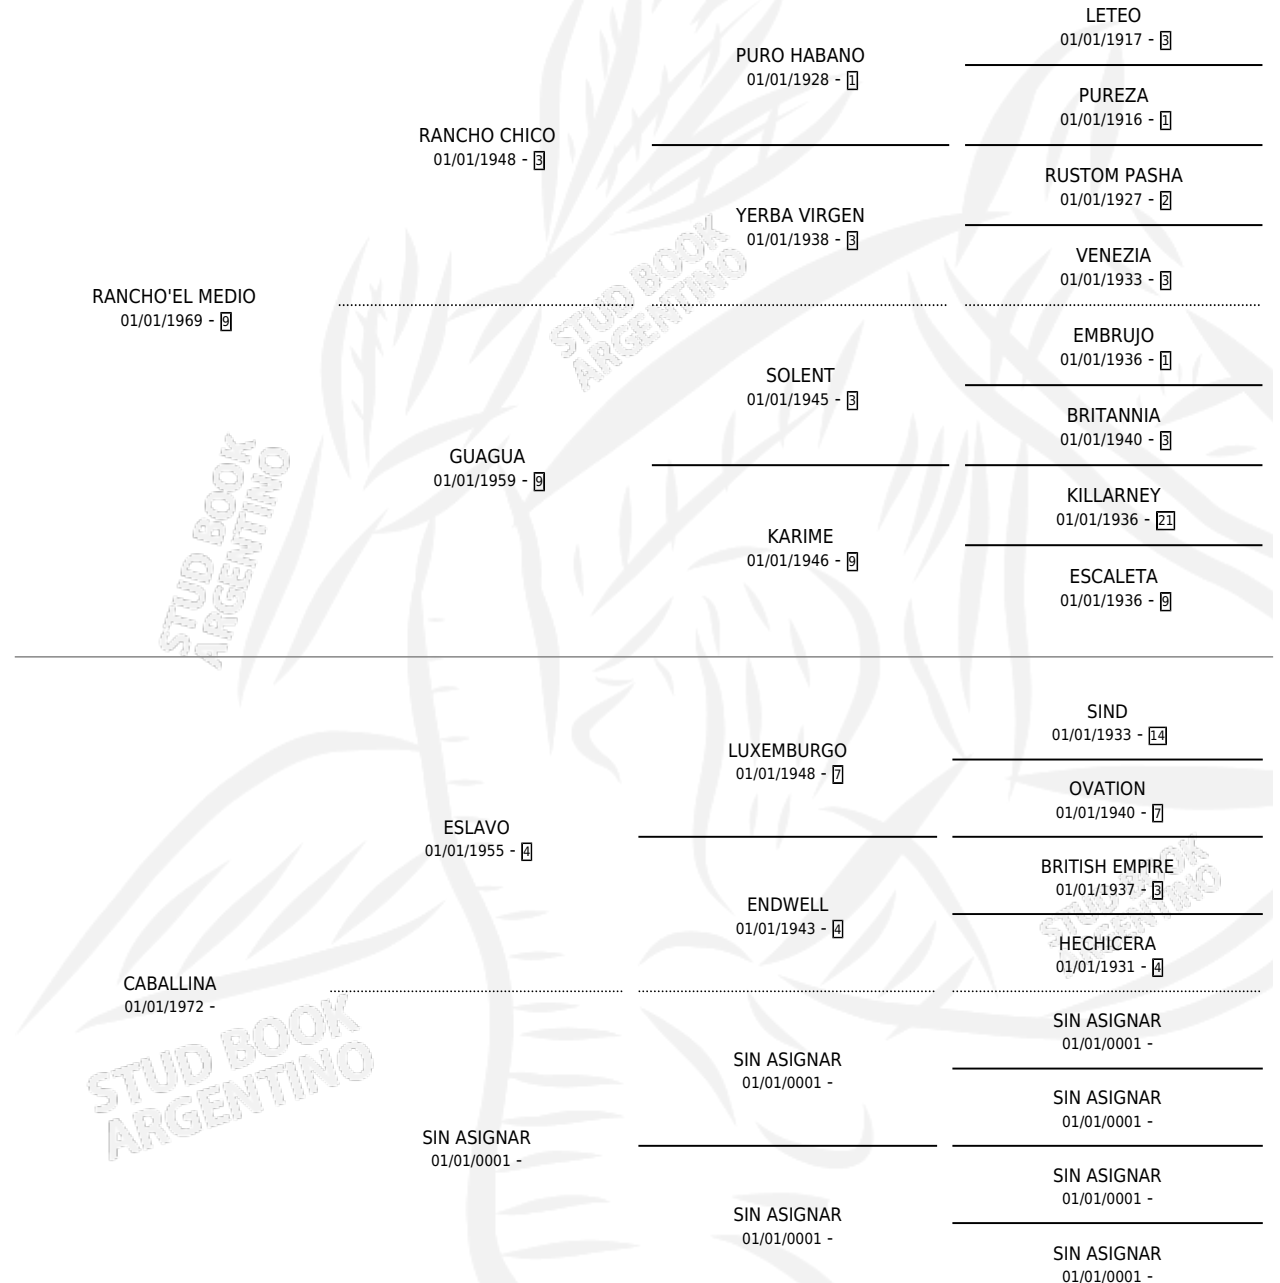 LETEO
01/01/1917 - 3
PURO HABANO
01/01/1928 - 1
PUREZA
01/01/1916 - 1
RANCHO CHICO
01/01/1948 - 3
RUSTOM PASHA
01/01/1927 - 2
YERBA VIRGEN
01/01/1938 - 3
VENEZIA
01/01/1933 - 3
RANCHO'EL MEDIO
01/01/1969 - 9
EMBRUJO
01/01/1936 - 1
SOLENT
01/01/1945 - 3
BRITANNIA
01/01/1940 - 3
GUAGUA
01/01/1959 - 9
KILLARNEY
01/01/1936 - 21
KARIME
01/01/1946 - 9
ESCALETA
01/01/1936 - 9
SIND
01/01/1933 - 14
LUXEMBURGO
01/01/1948 - 7
OVATION
01/01/1940 - 7
ESLAVO
01/01/1955 - 4
BRITISH EMPIRE
01/01/1937 - 3
ENDWELL
01/01/1943 - 4
HECHICERA
01/01/1931 - 4
CABALLINA
01/01/1972 -
SIN ASIGNAR
01/01/0001 -
SIN ASIGNAR
01/01/0001 -
SIN ASIGNAR
01/01/0001 -
SIN ASIGNAR
01/01/0001 -
SIN ASIGNAR
01/01/0001 -
SIN ASIGNAR
01/01/0001 -
SIN ASIGNAR
01/01/0001 -
STUD BOOK
ARGENTINO
STUD BOOK
ARGENTINO
STUD BOOK
ARGENTINO
STUD BOOK
ARGENTINO